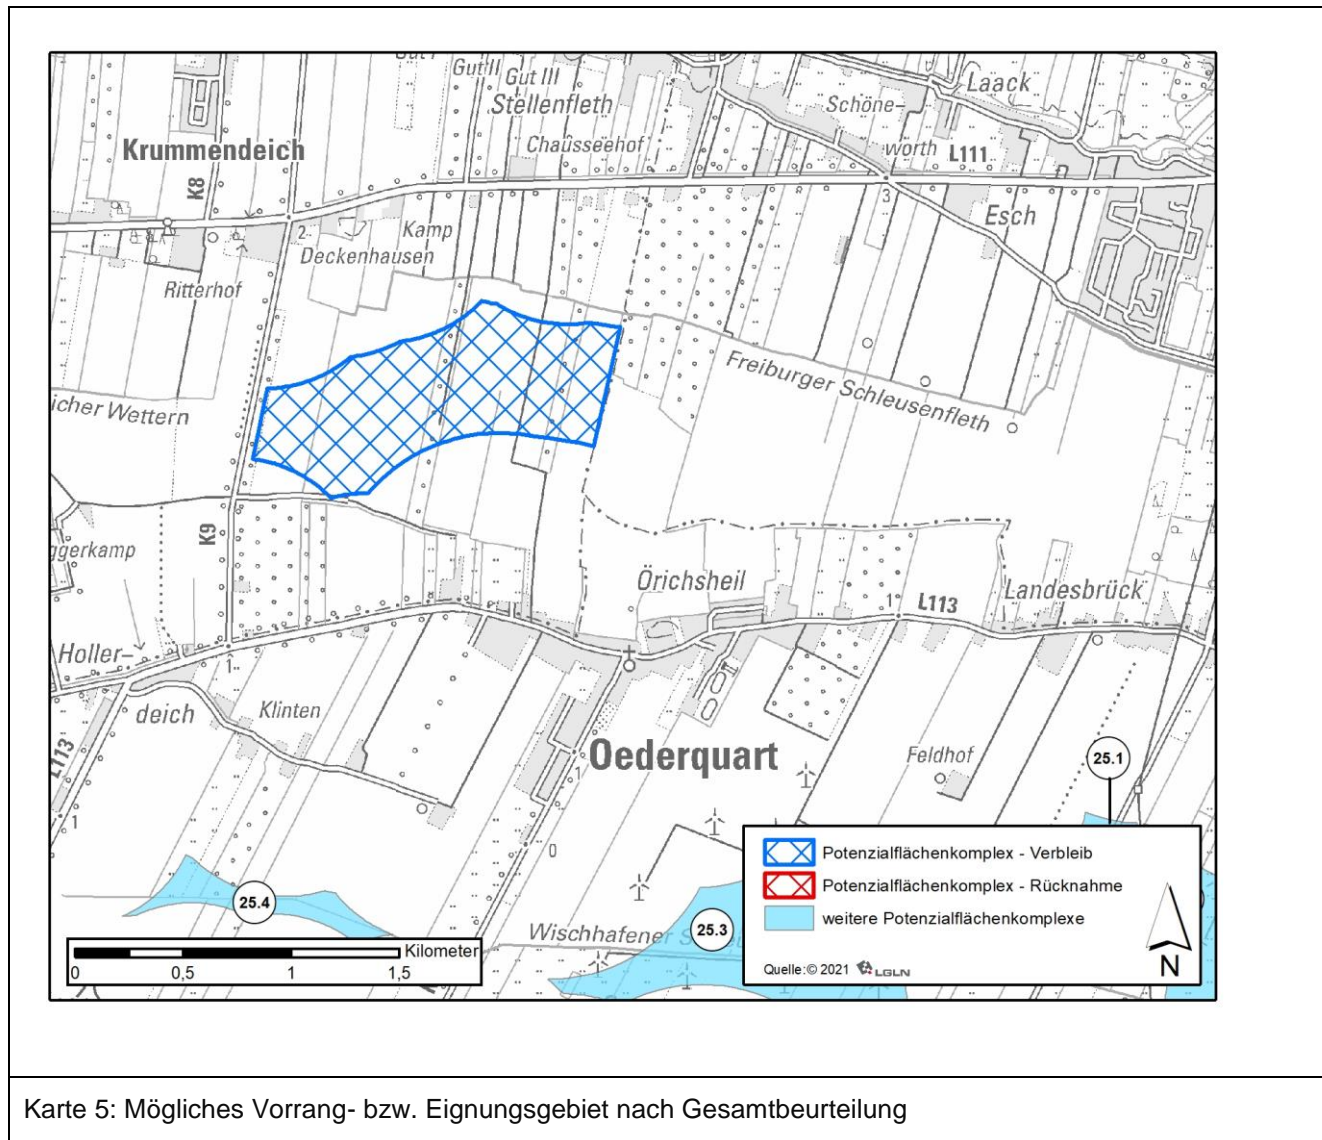 Gut II
Gut III
Stellenfleth
Laack
Schöne-
worth
L111
Chausseehof
Krummendeich
K8
3
Esch
2
Kamp
Deckenhausen
Ritterhof
Freiburger Schleusenfleth
icher Wettern
K9
ggerkamp
Örichsheil
Landesbrück
1
L113
Holler-
1
deich
Klinten
Oederquart
Feldhof
25.1
L113
1
1
0
25.4
25.3
Wischhafener
Potenzialflächenkomplex - Verbleib
Potenzialflächenkomplex - Rücknahme
weitere Potenzialflächenkomplexe
Quelle:© 2021 LGLN
N
Kilometer
0 0,5 1 1,5
Karte 5: Mögliches Vorrang- bzw. Eignungsgebiet nach Gesamtbeurteilung